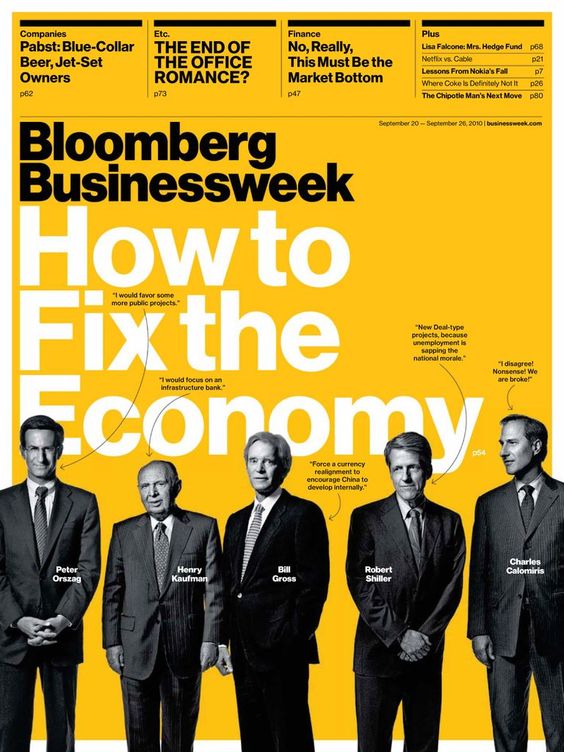 Companies
Pabst: Blue-Collar
Beer, Jet-Set
Owners
p62
Etc.
THE END OF
THE OFFICE
ROMANCE?
p73
Finance
No, Really,
This Must Be the
Market Bottom
p47
Plus
Lisa Falcone: Mrs. Hedge Fund p68
Netflix vs. Cable p21
Lessons From Nokia's Fall p7
Where Coke Is Definitely Not It p26
The Chipotle Man's Next Move p80
September 20 — September 26, 2010 | businessweek.com
Bloomberg
Businessweek
How to
Fix the
Economy
p54
"I would favor some
more public projects."
"I would focus on an
infrastructure bank."
"Force a currency
realignment to
encourage China to
develop internally."
"New Deal-type
projects, because
unemployment is
sapping the
national morale."
"I disagree!
Nonsense! We
are broke!"
Peter
Orszag
Henry
Kaufman
Bill
Gross
Robert
Shiller
Charles
Calomiris